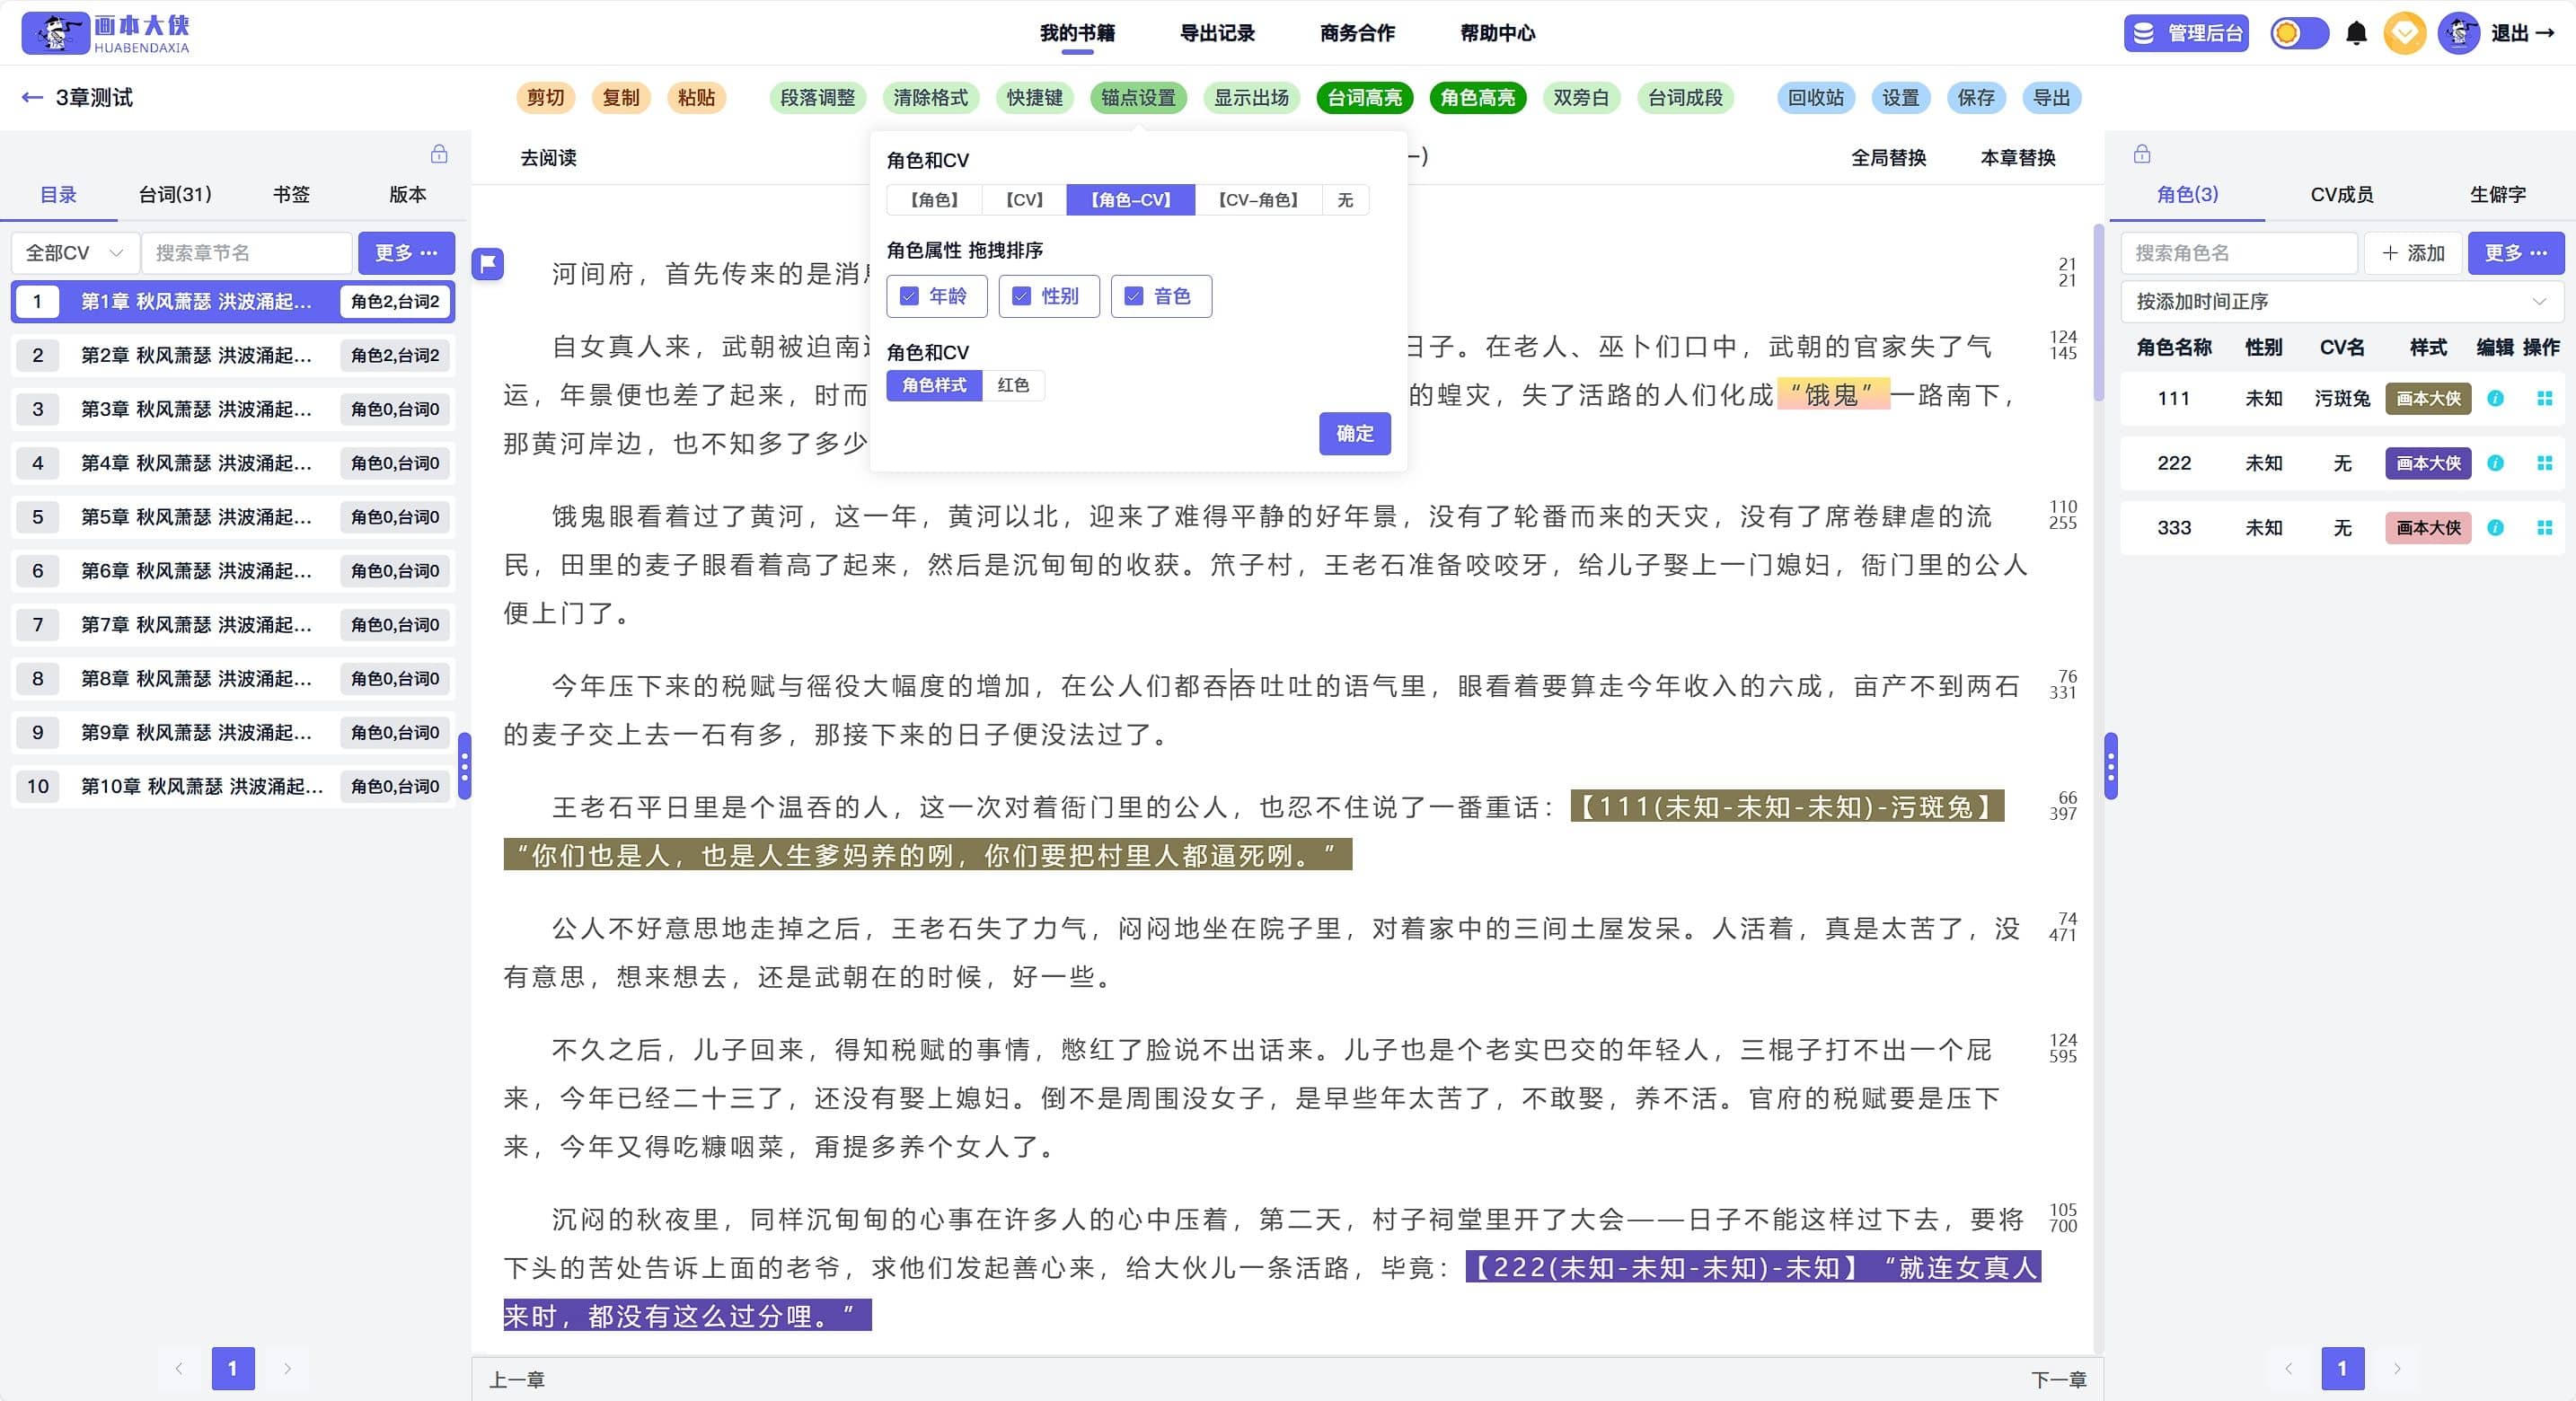 画本大侠
HUABENDAXIA
我的书籍 导出记录 商务合作 帮助中心
管理后台 退出 →
← 3章测试
剪切 复制 粘贴 段落调整 清除格式 快捷键 锚点设置 显示出场 台词高亮 角色高亮 双旁白 台词成段 回收站 设置 保存 导出
目录 台词(31) 书签 版本
全部CV 搜索章节名 更多 ···
1 第1章 秋风萧瑟 洪波涌起... 角色2,台词2
2 第2章 秋风萧瑟 洪波涌起... 角色2,台词2
3 第3章 秋风萧瑟 洪波涌起... 角色0,台词0
4 第4章 秋风萧瑟 洪波涌起... 角色0,台词0
5 第5章 秋风萧瑟 洪波涌起... 角色0,台词0
6 第6章 秋风萧瑟 洪波涌起... 角色0,台词0
7 第7章 秋风萧瑟 洪波涌起... 角色0,台词0
8 第8章 秋风萧瑟 洪波涌起... 角色0,台词0
9 第9章 秋风萧瑟 洪波涌起... 角色0,台词0
10 第10章 秋风萧瑟 洪波涌起... 角色0,台词0
1
去阅读 一) 全局替换 本章替换
角色和CV
【角色】 【CV】 【角色-CV】 【CV-角色】 无
角色属性 拖拽排序
年龄 性别 音色
角色和CV
角色样式 红色
确定
河间府，首先传来的是消
21
21
自女真人来，武朝被迫南 日子。在老人、巫卜们口中，武朝的官家失了气
124
145
运，年景便也差了起来，时而 的蝗灾，失了活路的人们化成“饿鬼”一路南下，
那黄河岸边，也不知多了多少
饿鬼眼看着过了黄河，这一年，黄河以北，迎来了难得平静的好年景，没有了轮番而来的天灾，没有了席卷肆虐的流
110
255
民，田里的麦子眼看着高了起来，然后是沉甸甸的收获。笊子村，王老石准备咬咬牙，给儿子娶上一门媳妇，衙门里的公人
便上门了。
今年压下来的税赋与徭役大幅度的增加，在公人们都吞吞吐吐的语气里，眼看着要算走今年收入的六成，亩产不到两石
76
331
的麦子交上去一石有多，那接下来的日子便没法过了。
王老石平日里是个温吞的人，这一次对着衙门里的公人，也忍不住说了一番重话：【111(未知-未知-未知)-污斑兔】
66
397
“你们也是人，也是人生爹妈养的咧，你们要把村里人都逼死咧。”
公人不好意思地走掉之后，王老石失了力气，闷闷地坐在院子里，对着家中的三间土屋发呆。人活着，真是太苦了，没
74
471
有意思，想来想去，还是武朝在的时候，好一些。
不久之后，儿子回来，得知税赋的事情，憋红了脸说不出话来。儿子也是个老实巴交的年轻人，三棍子打不出一个屁
124
595
来，今年已经二十三了，还没有娶上媳妇。倒不是周围没女子，是早些年太苦了，不敢娶，养不活。官府的税赋要是压下
来，今年又得吃糠咽菜，甭提多养个女人了。
沉闷的秋夜里，同样沉甸甸的心事在许多人的心中压着，第二天，村子祠堂里开了大会——日子不能这样过下去，要将
105
700
下头的苦处告诉上面的老爷，求他们发起善心来，给大伙儿一条活路，毕竟：【222(未知-未知-未知)-未知】“就连女真人
来时，都没有这么过分哩。”
上一章 下一章
角色(3) CV成员 生僻字
搜索角色名 + 添加 更多 ···
按添加时间正序
角色名称 性别 CV名 样式 编辑 操作
111 未知 污斑兔 画本大侠
222 未知 无 画本大侠
333 未知 无 画本大侠
1